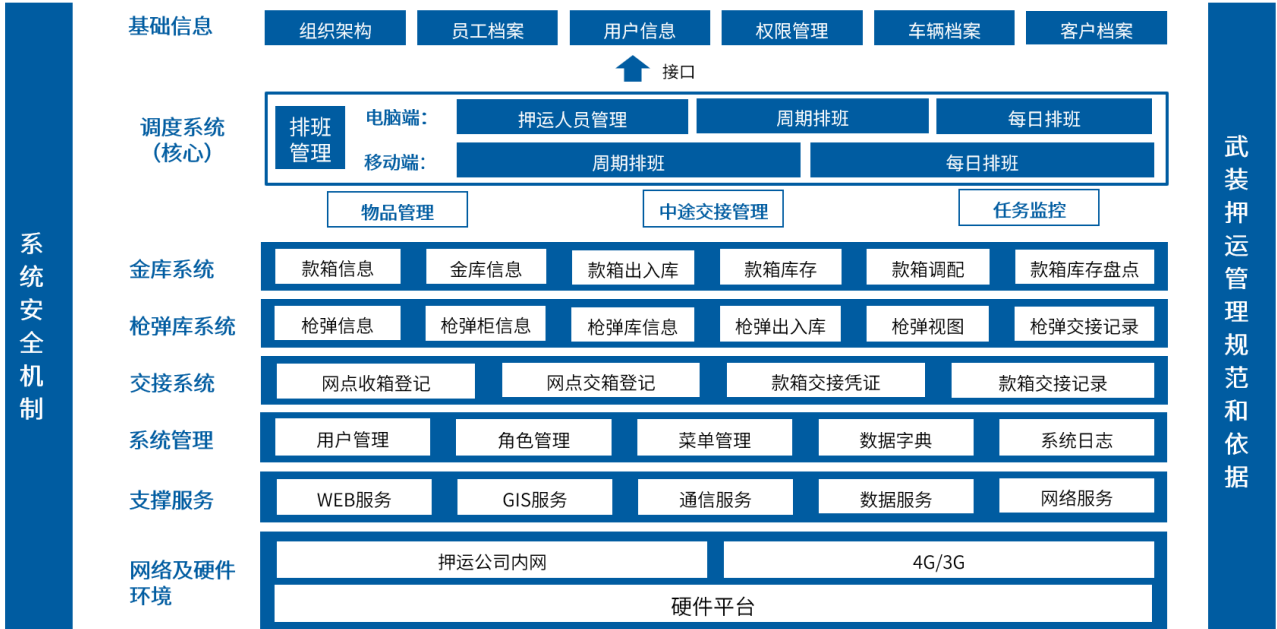 系统安全机制
基础信息
组织架构
员工档案
用户信息
权限管理
车辆档案
客户档案
接口
调度系统
（核心）
排班
管理
电脑端：
押运人员管理
周期排班
每日排班
移动端：
周期排班
每日排班
物品管理
中途交接管理
任务监控
金库系统
款箱信息
金库信息
款箱出入库
款箱库存
款箱调配
款箱库存盘点
枪弹库系统
枪弹信息
枪弹柜信息
枪弹库信息
枪弹出入库
枪弹视图
枪弹交接记录
交接系统
网点收箱登记
网点交箱登记
款箱交接凭证
款箱交接记录
系统管理
用户管理
角色管理
菜单管理
数据字典
系统日志
支撑服务
WEB服务
GIS服务
通信服务
数据服务
网络服务
网络及硬件
环境
押运公司内网
4G/3G
硬件平台
武装押运管理规范和依据